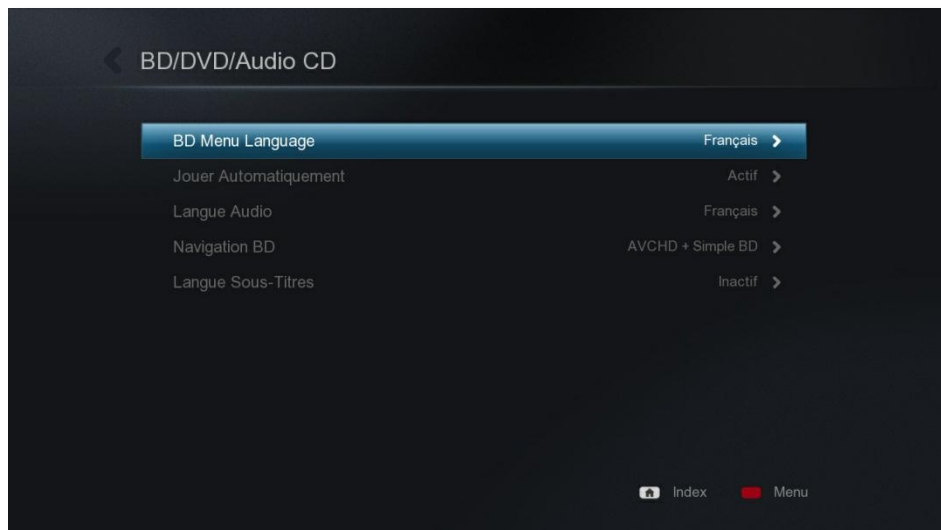 BD/DVD/Audio CD
BD Menu Language Français
Jouer Automatiquement Actif
Langue Audio Français
Navigation BD AVCHD + Simple BD
Langue Sous-Titres Inactif
Index Menu